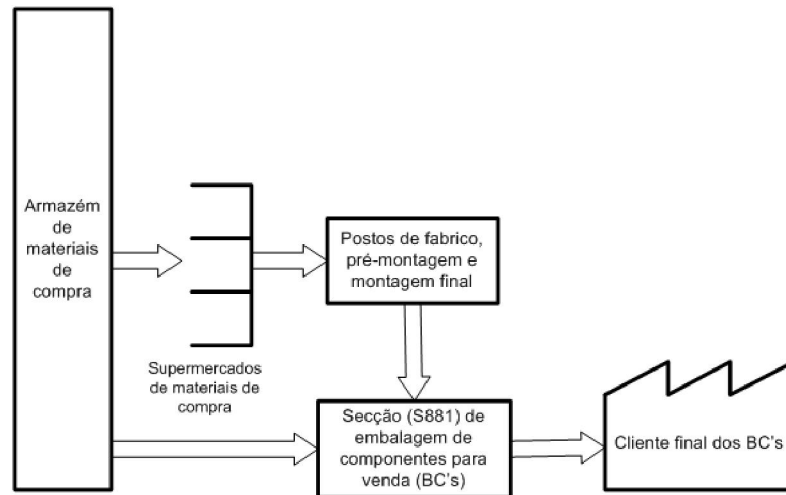 Armazém
de
materiais
de
compra
Supermercados
de materiais de
compra
Postos de fabrico,
pré-montagem e
montagem final
Secção (S881) de
embalagem de
componentes para
venda (BC's)
Cliente final dos BC's